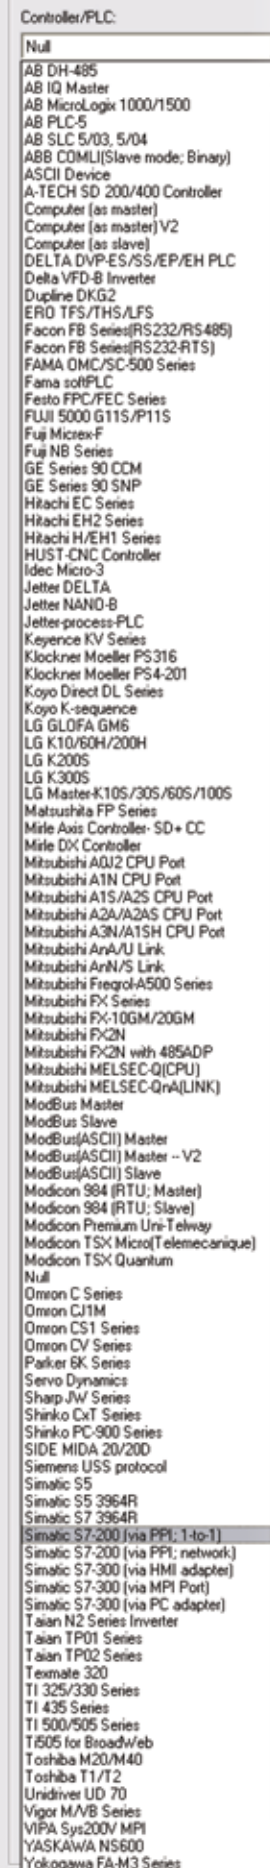 Controller/PLC:
Null
AB DH-485
AB IQ Master
AB MicroLogix 1000/1500
AB PLC-5
AB SLC 5/03, 5/04
ABB COMLI(Slave mode; Binary)
ASCII Device
A-TECH SD 200/400 Controller
Computer (as master)
Computer (as master) V2
Computer (as slave)
DELTA DVP-ES/SS/EP/EH PLC
Delta VFD-B Inverter
Dupline DKG2
ERO TFS/THS/LFS
Facon FB Series(RS232/RS485)
Facon FB Series(RS232-RTS)
FAMA OMC/SC-500 Series
Fama softPLC
Festo FPC/FEC Series
FUJI 5000 G11S/P11S
Fuji Micrex-F
Fuji NB Series
GE Series 90 CCM
GE Series 90 SNP
Hitachi EC Series
Hitachi EH2 Series
Hitachi H/EH1 Series
HUST-CNC Controller
Idec Micro-3
Jetter DELTA
Jetter NANO-B
Jetter-process-PLC
Keyence KV Series
Klockner Moeller PS316
Klockner Moeller PS4-201
Koyo Direct DL Series
Koyo K-sequence
LG GLOFA GM6
LG K10/60H/200H
LG K200S
LG K300S
LG Master-K10S/30S/60S/100S
Matsushita FP Series
Mirle Axis Controller- SD+ CC
Mirle DX Controller
Mitsubishi A0J2 CPU Port
Mitsubishi A1N CPU Port
Mitsubishi A1S/A2S CPU Port
Mitsubishi A2A/A2AS CPU Port
Mitsubishi A3N/A1SH CPU Port
Mitsubishi AnA/U Link
Mitsubishi AnN/S Link
Mitsubishi Freqrol-A500 Series
Mitsubishi FX Series
Mitsubishi FX-10GM/20GM
Mitsubishi FX2N
Mitsubishi FX2N with 485ADP
Mitsubishi MELSEC-Q(CPU)
Mitsubishi MELSEC-QnA(LINK)
ModBus Master
ModBus Slave
ModBus(ASCII) Master
ModBus(ASCII) Master -- V2
ModBus(ASCII) Slave
Modicon 984 (RTU; Master)
Modicon 984 (RTU; Slave)
Modicon Premium Uni-Telway
Modicon TSX Micro(Telemecanique)
Modicon TSX Quantum
Null
Omron C Series
Omron CJ1M
Omron CS1 Series
Omron CV Series
Parker 6K Series
Servo Dynamics
Sharp JW Series
Shinko CxT Series
Shinko PC-900 Series
SIDE MIDA 20/20D
Siemens USS protocol
Simatic S5
Simatic S5 3964R
Simatic S7 3964R
Simatic S7-200 (via PPI; 1-to-1)
Simatic S7-200 (via PPI; network)
Simatic S7-300 (via HMI adapter)
Simatic S7-300 (via MPI Port)
Simatic S7-300 (via PC adapter)
Taian N2 Series Inverter
Taian TP01 Series
Taian TP02 Series
Texmate 320
TI 325/330 Series
TI 435 Series
TI 500/505 Series
Ti505 for BroadWeb
Toshiba M20/M40
Toshiba T1/T2
Unidriver UD 70
Vigor M/VB Series
VIPA Sys200V MPI
YASKAWA NS600
Yokogawa FA-M3 Series